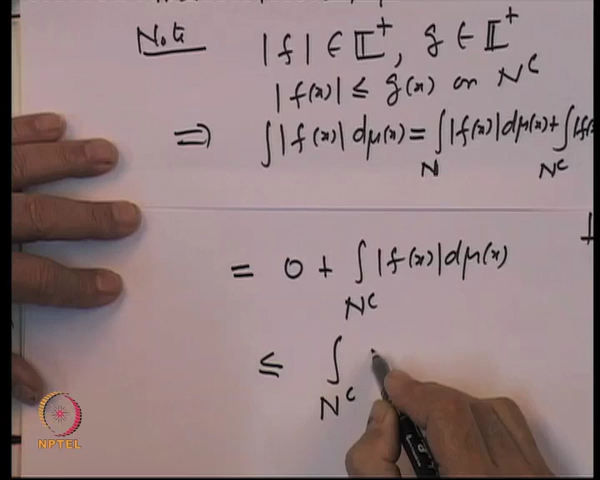 Note |f| ∈ 𝕃⁺, g ∈ 𝕃⁺
|f(x)| ≤ g(x) on Nᶜ
⇒ ∫|f(x)|dμ(x) = ∫_N |f(x)|dμ(x) + ∫_{Nᶜ} |f(x)
= 0 + ∫_{Nᶜ} |f(x)|dμ(x)
≤ ∫_{Nᶜ}
NPTEL